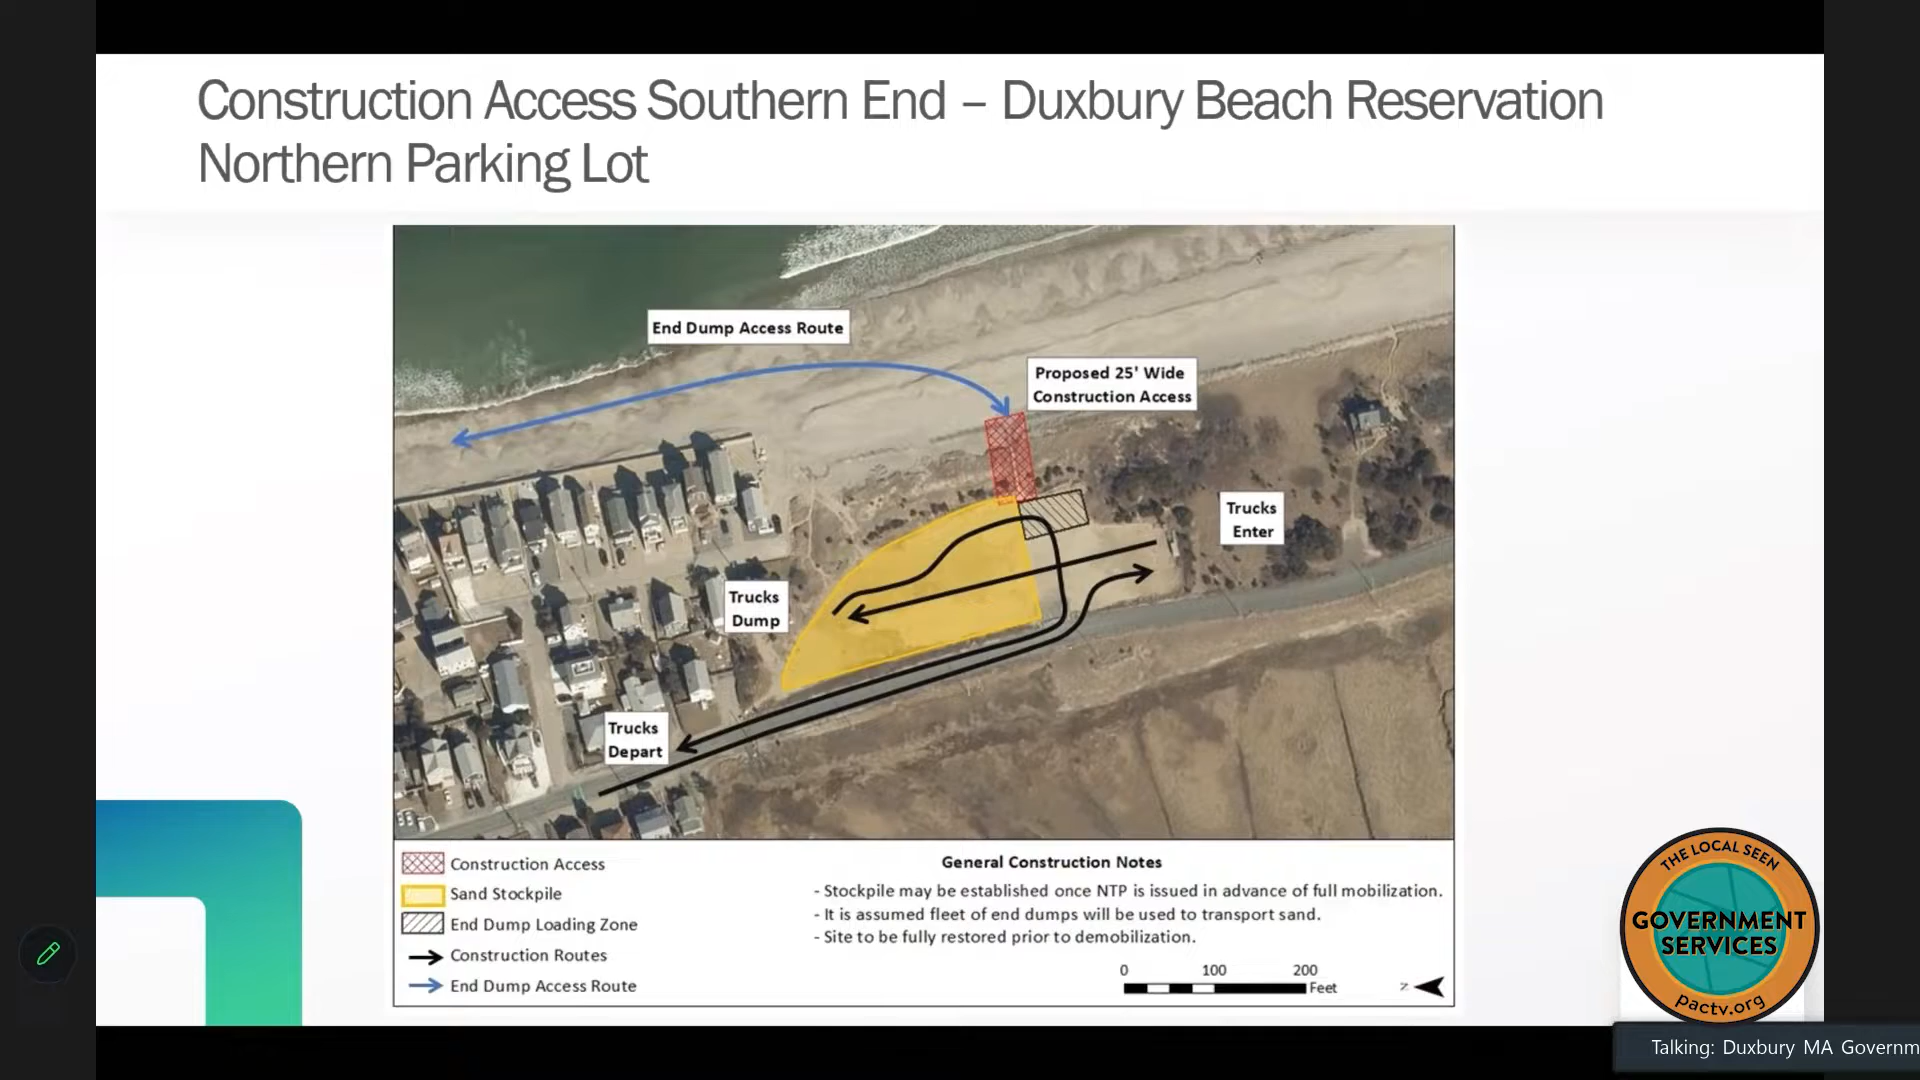 Construction Access Southern End – Duxbury Beach Reservation
Northern Parking Lot
End Dump Access Route
Proposed 25' Wide
Construction Access
Trucks
Enter
Trucks
Dump
Trucks
Depart
Construction Access
Sand Stockpile
End Dump Loading Zone
Construction Routes
End Dump Access Route
General Construction Notes
- Stockpile may be established once NTP is issued in advance of full mobilization.
- It is assumed fleet of end dumps will be used to transport sand.
- Site to be fully restored prior to demobilization.
0 100 200
Feet
Z
THE LOCAL SEEN
GOVERNMENT
SERVICES
pactv.org
Talking: Duxbury MA Governm